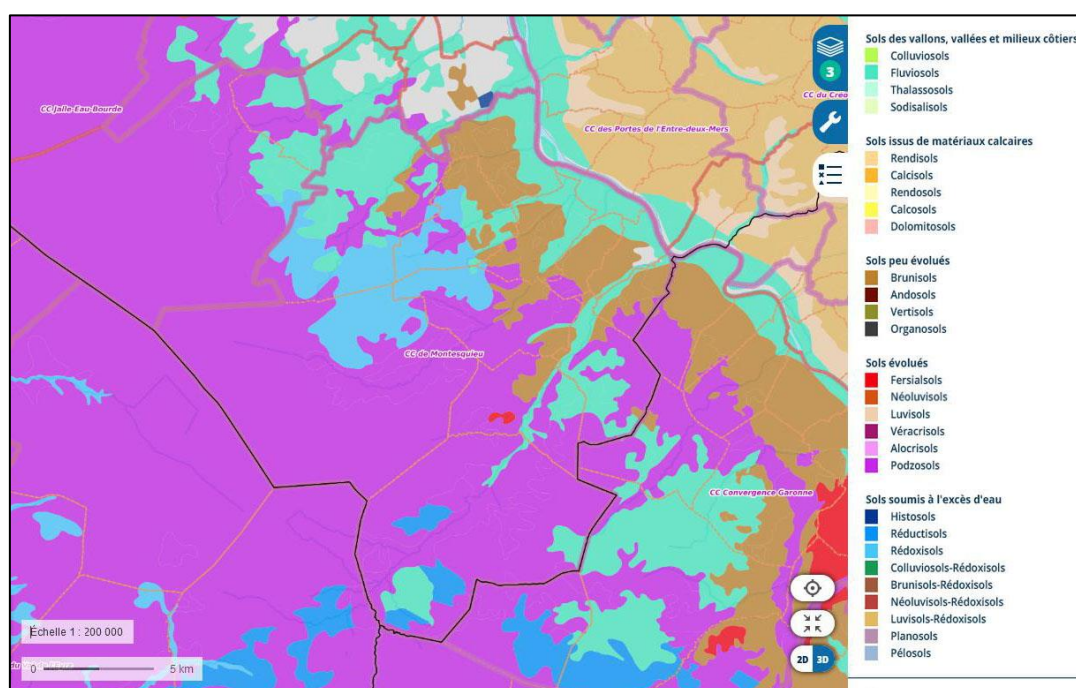 CC Jalle-Eau-Bourde
CC des Portes de l'Entre-deux-Mers
CC du Créo
3
CC de Montesquieu
CC Convergence Garonne
Échelle 1 : 200 000
0 5 km
2D 3D
Sols des vallons, vallées et milieux côtiers
Colluviosols
Fluviosols
Thalassosols
Sodisalisols
Sols issus de matériaux calcaires
Rendisols
Calcisols
Rendosols
Calcosols
Dolomitosols
Sols peu évolués
Brunisols
Andosols
Vertisols
Organosols
Sols évolués
Fersialsols
Néoluvisols
Luvisols
Véracrisols
Alocrisols
Podzosols
Sols soumis à l'excès d'eau
Histosols
Réductisols
Rédoxisols
Colluviosols-Rédoxisols
Brunisols-Rédoxisols
Néoluvisols-Rédoxisols
Luvisols-Rédoxisols
Planosols
Pélosols